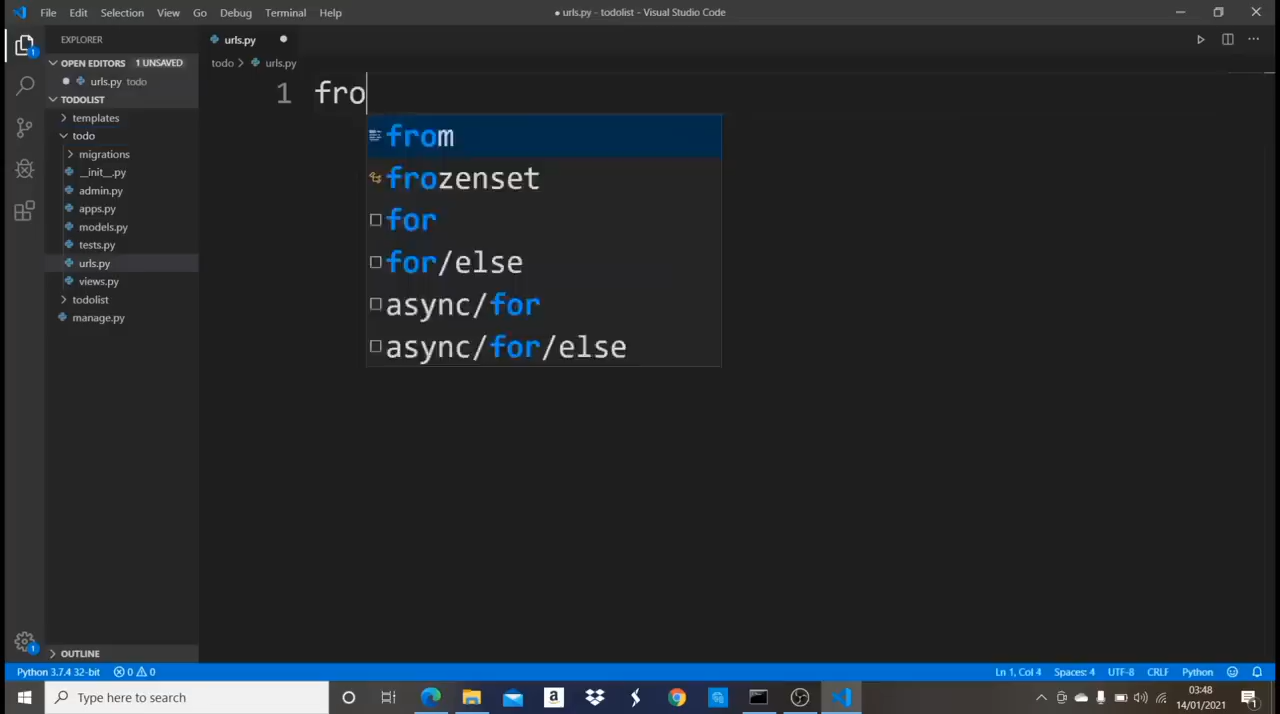 File Edit Selection View Go Debug Terminal Help
● urls.py - todolist - Visual Studio Code
EXPLORER
urls.py
OPEN EDITORS 1 UNSAVED
todo > urls.py
urls.py todo
TODOLIST
1 fro
templates
todo
from
migrations
__init__.py
frozenset
admin.py
apps.py
for
models.py
tests.py
urls.py
for/else
views.py
todolist
async/for
manage.py
async/for/else
OUTLINE
Python 3.7.4 32-bit 0 0
Ln 1, Col 4 Spaces: 4 UTF-8 CRLF Python
Type here to search
03:48
14/01/2021